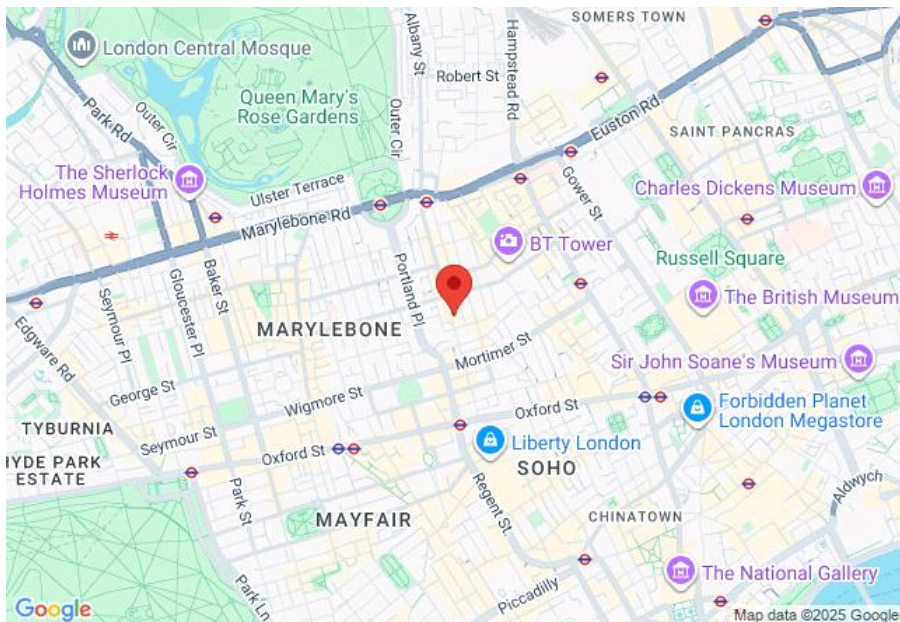 SOMERS TOWN
London Central Mosque
Albany St
Hampstead Rd
Robert St
Queen Mary's
Rose Gardens
Park Rd
Outer Cir
Outer Cir
Euston Rd
SAINT PANCRAS
The Sherlock
Holmes Museum
Ulster Terrace
Gower St
Charles Dickens Museum
Marylebone Rd
BT Tower
Russell Square
Portland Pl
Baker St
Gloucester Pl
Seymour Pl
The British Museum
Edgware Rd
MARYLEBONE
Mortimer St
Sir John Soane's Museum
George St
Wigmore St
Oxford St
Forbidden Planet
London Megastore
TYBURNIA
Seymour St
Oxford St
Liberty London
HYDE PARK
ESTATE
SOHO
Park St
Regent St.
Aldwych
MAYFAIR
CHINATOWN
Park Ln
Piccadilly
The National Gallery
Google
Map data ©2025 Google